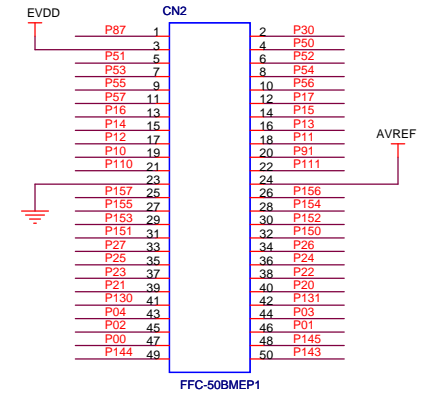 EVDD CN2
P87 1 2 P30
3 4 P50
P51 5 6 P52
P53 7 8 P54
P55 9 10 P56
P57 11 12 P17
P16 13 14 P15
P14 15 16 P13
P12 17 18 P11
P10 19 20 P91
AVREF
P110 21 22 P111
23 24
P157 25 26 P156
P155 27 28 P154
P153 29 30 P152
P151 31 32 P150
P27 33 34 P26
P25 35 36 P24
P23 37 38 P22
P21 39 40 P20
P130 41 42 P131
P04 43 44 P03
P02 45 46 P01
P00 47 48 P145
P144 49 50 P143
FFC-50BMEP1